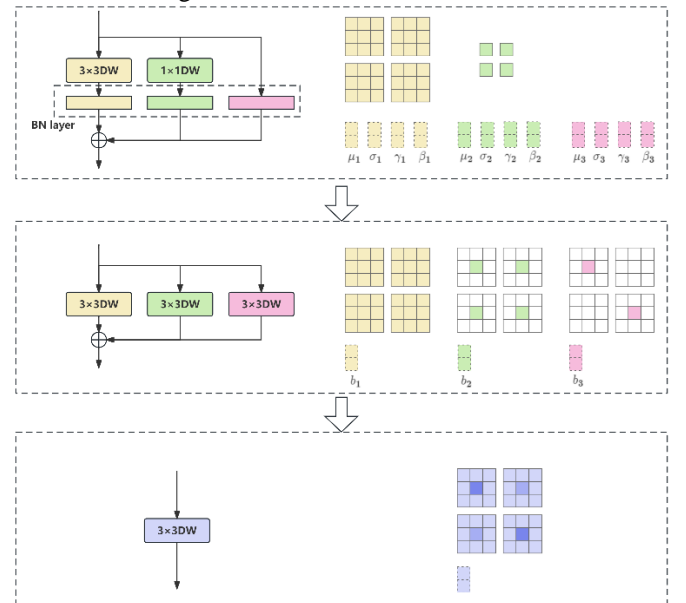 3×3DW 1×1DW
BN layer
μ₁ σ₁ γ₁ β₁ μ₂ σ₂ γ₂ β₂ μ₃ σ₃ γ₃ β₃
3×3DW 3×3DW 3×3DW
b₁ b₂ b₃
3×3DW